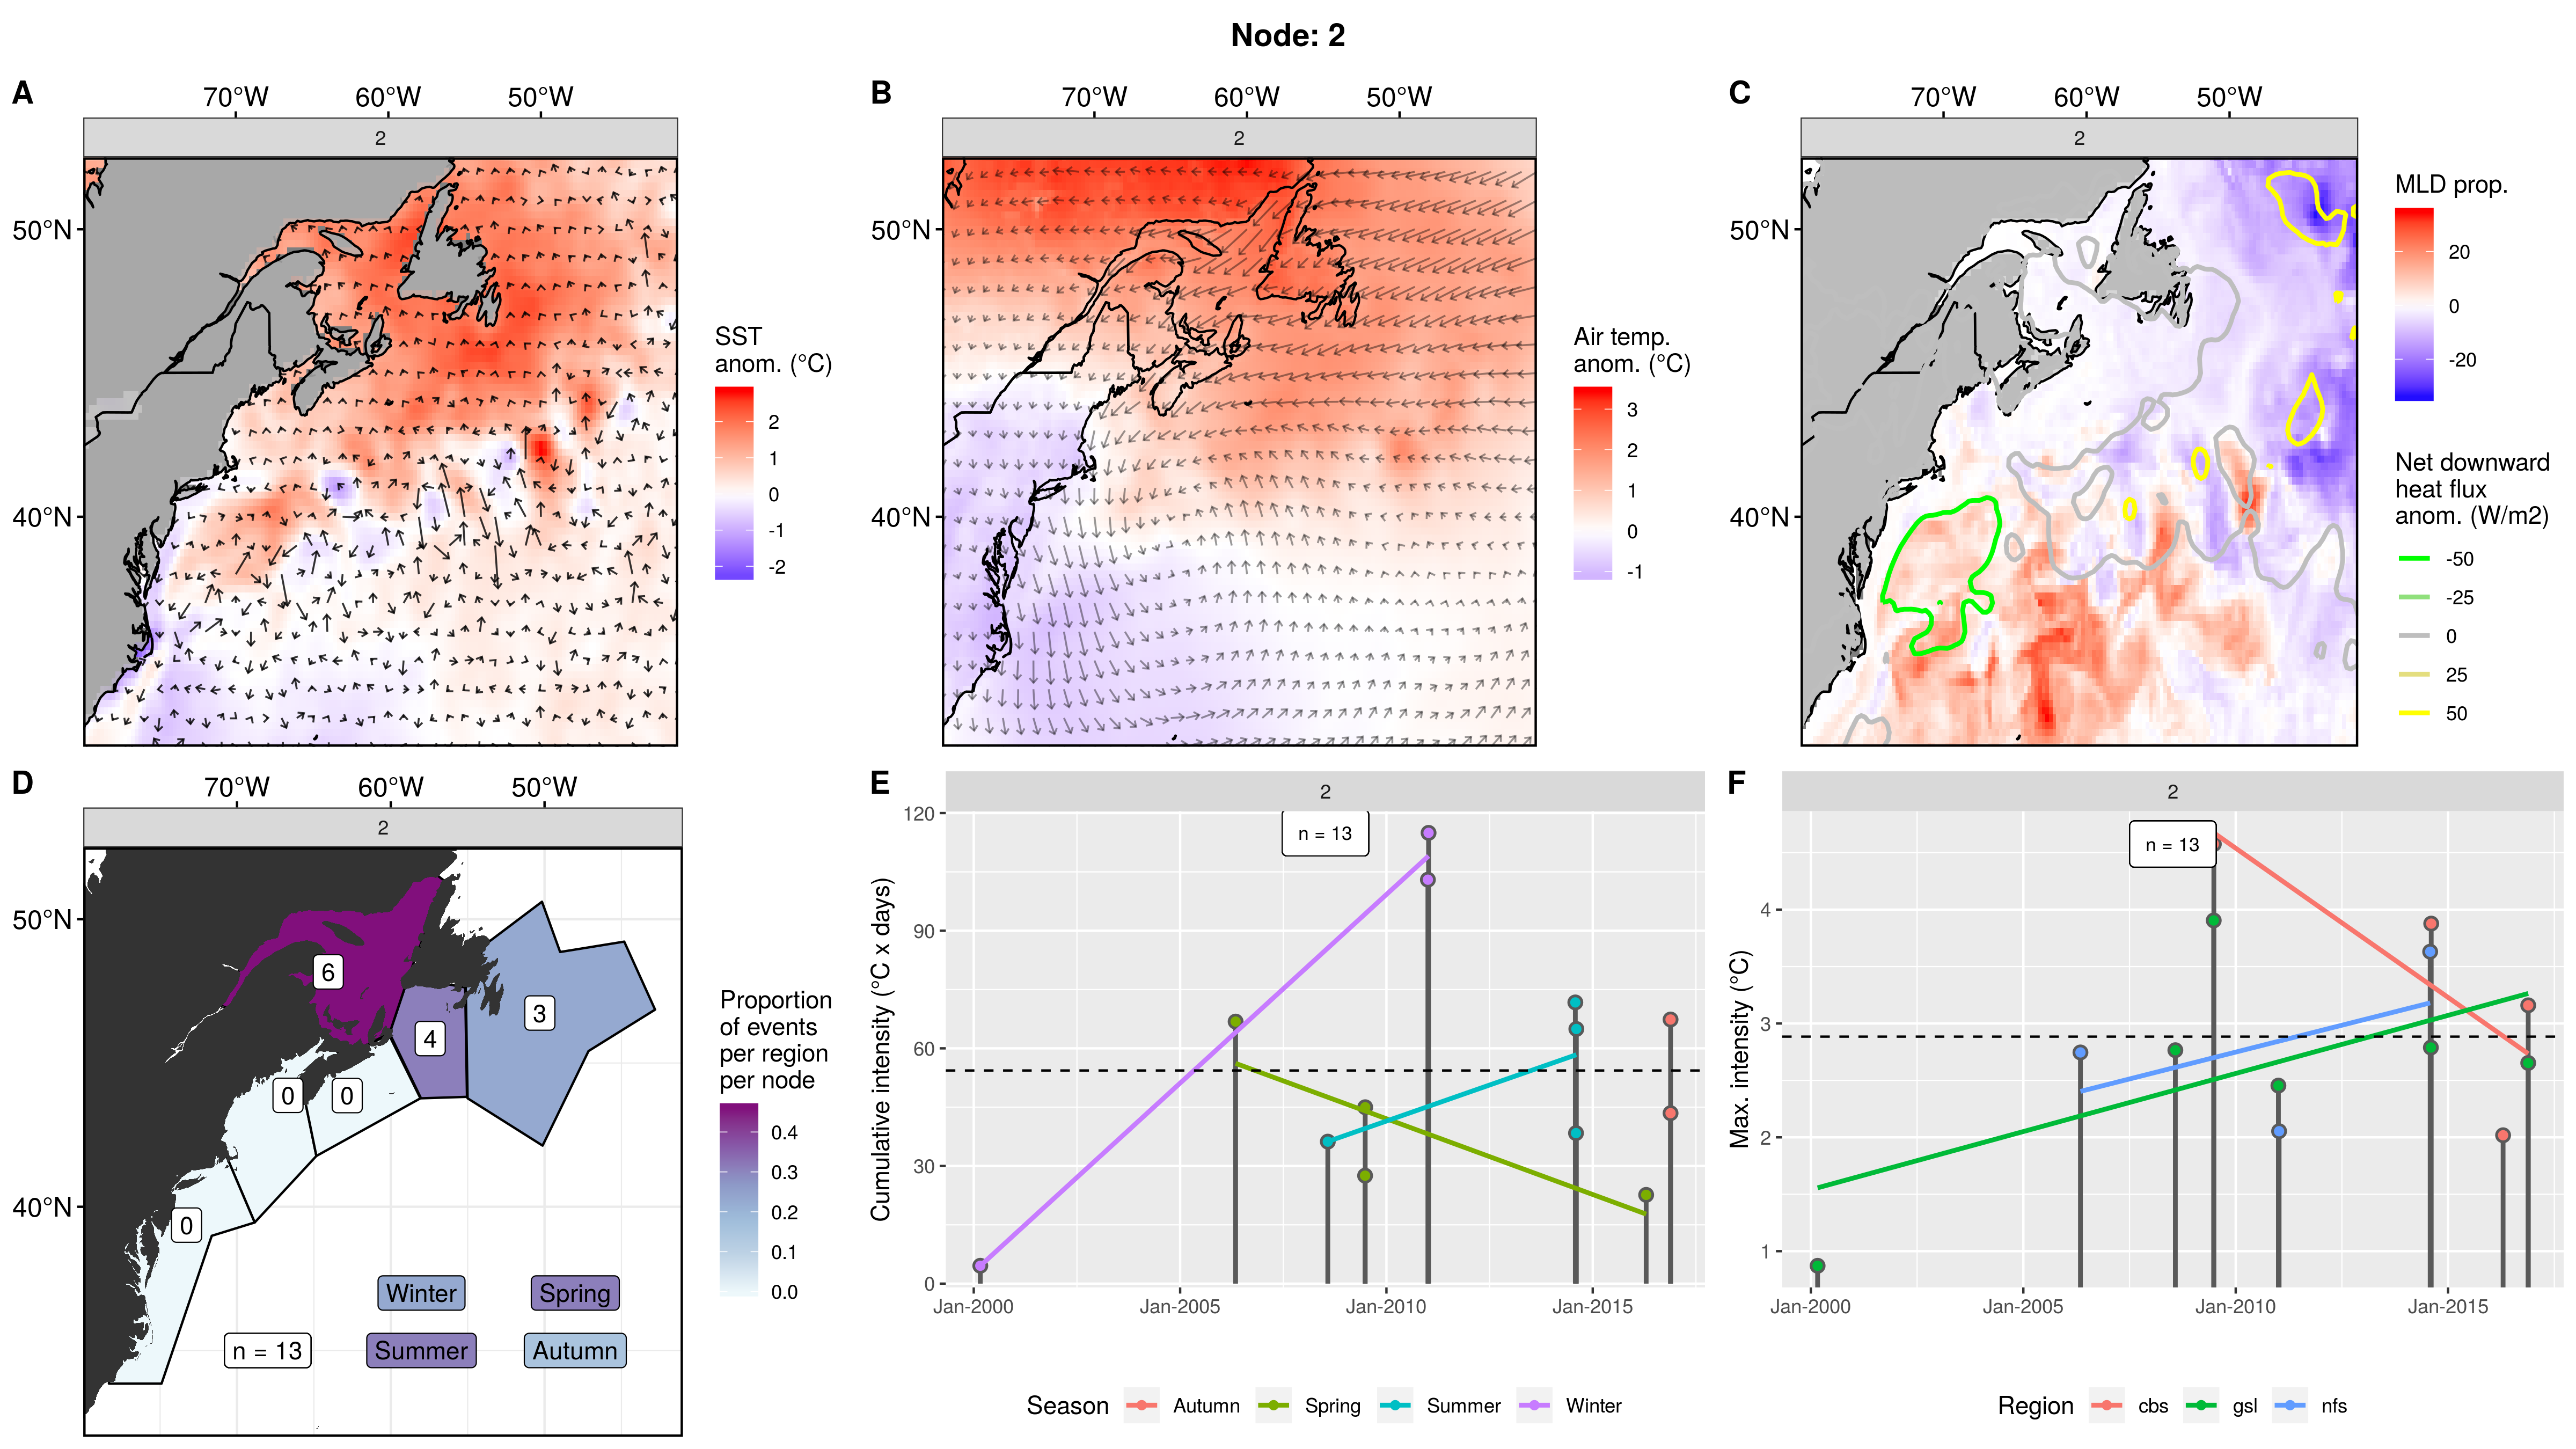 Node: 2
A
70°W 60°W 50°W
2
50°N
40°N
SST
anom. (°C)
2
1
0
-1
-2
B
70°W 60°W 50°W
2
50°N
40°N
Air temp.
anom. (°C)
3
2
1
0
-1
C
70°W 60°W 50°W
2
50°N
40°N
MLD prop.
20
0
-20
Net downward
heat flux
anom. (W/m2)
-50
-25
0
25
50
D
70°W 60°W 50°W
2
50°N
40°N
6
4
3
0 0
0
Winter Spring
n = 13 Summer Autumn
Proportion
of events
per region
per node
0.4
0.3
0.2
0.1
0.0
E
2
Cumulative intensity (°C x days)
120
90
60
30
0
n = 13
Jan-2000 Jan-2005 Jan-2010 Jan-2015
Season Autumn Spring Summer Winter
F
2
Max. intensity (°C)
4
3
2
1
n = 13
Jan-2000 Jan-2005 Jan-2010 Jan-2015
Region cbs gsl nfs